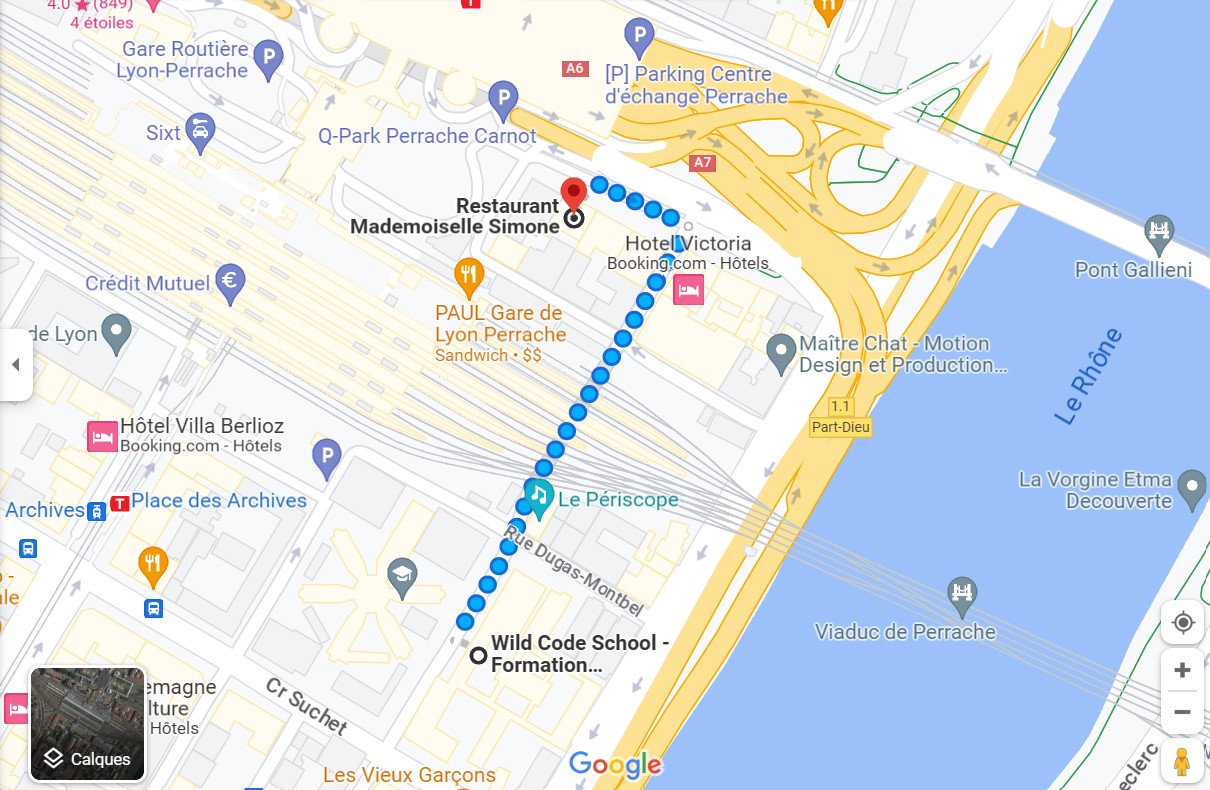 4.0 ★ (849)
4 étoiles
T
Gare Routière
Lyon-Perrache
P
P
A6
[P] Parking Centre
d'échange Perrache
P
Sixt
Q-Park Perrache Carnot
A7
Restaurant
Mademoiselle Simone
Hotel Victoria
Booking.com - Hôtels
Pont Gallieni
Crédit Mutuel
€
PAUL Gare de
Lyon Perrache
Sandwich • $$
de Lyon
Maître Chat - Motion
Design et Production...
Le Rhône
1.1
Part-Dieu
Hôtel Villa Berlioz
Booking.com - Hôtels
P
La Vorgine Etma
Decouverte
Archives
T
Place des Archives
Le Périscope
Rue Dugas-Montbel
Viaduc de Perrache
Wild Code School -
Formation...
Cr Suchet
emagne
lture
Hôtels
Calques
Les Vieux Garçons
Google
eclerc